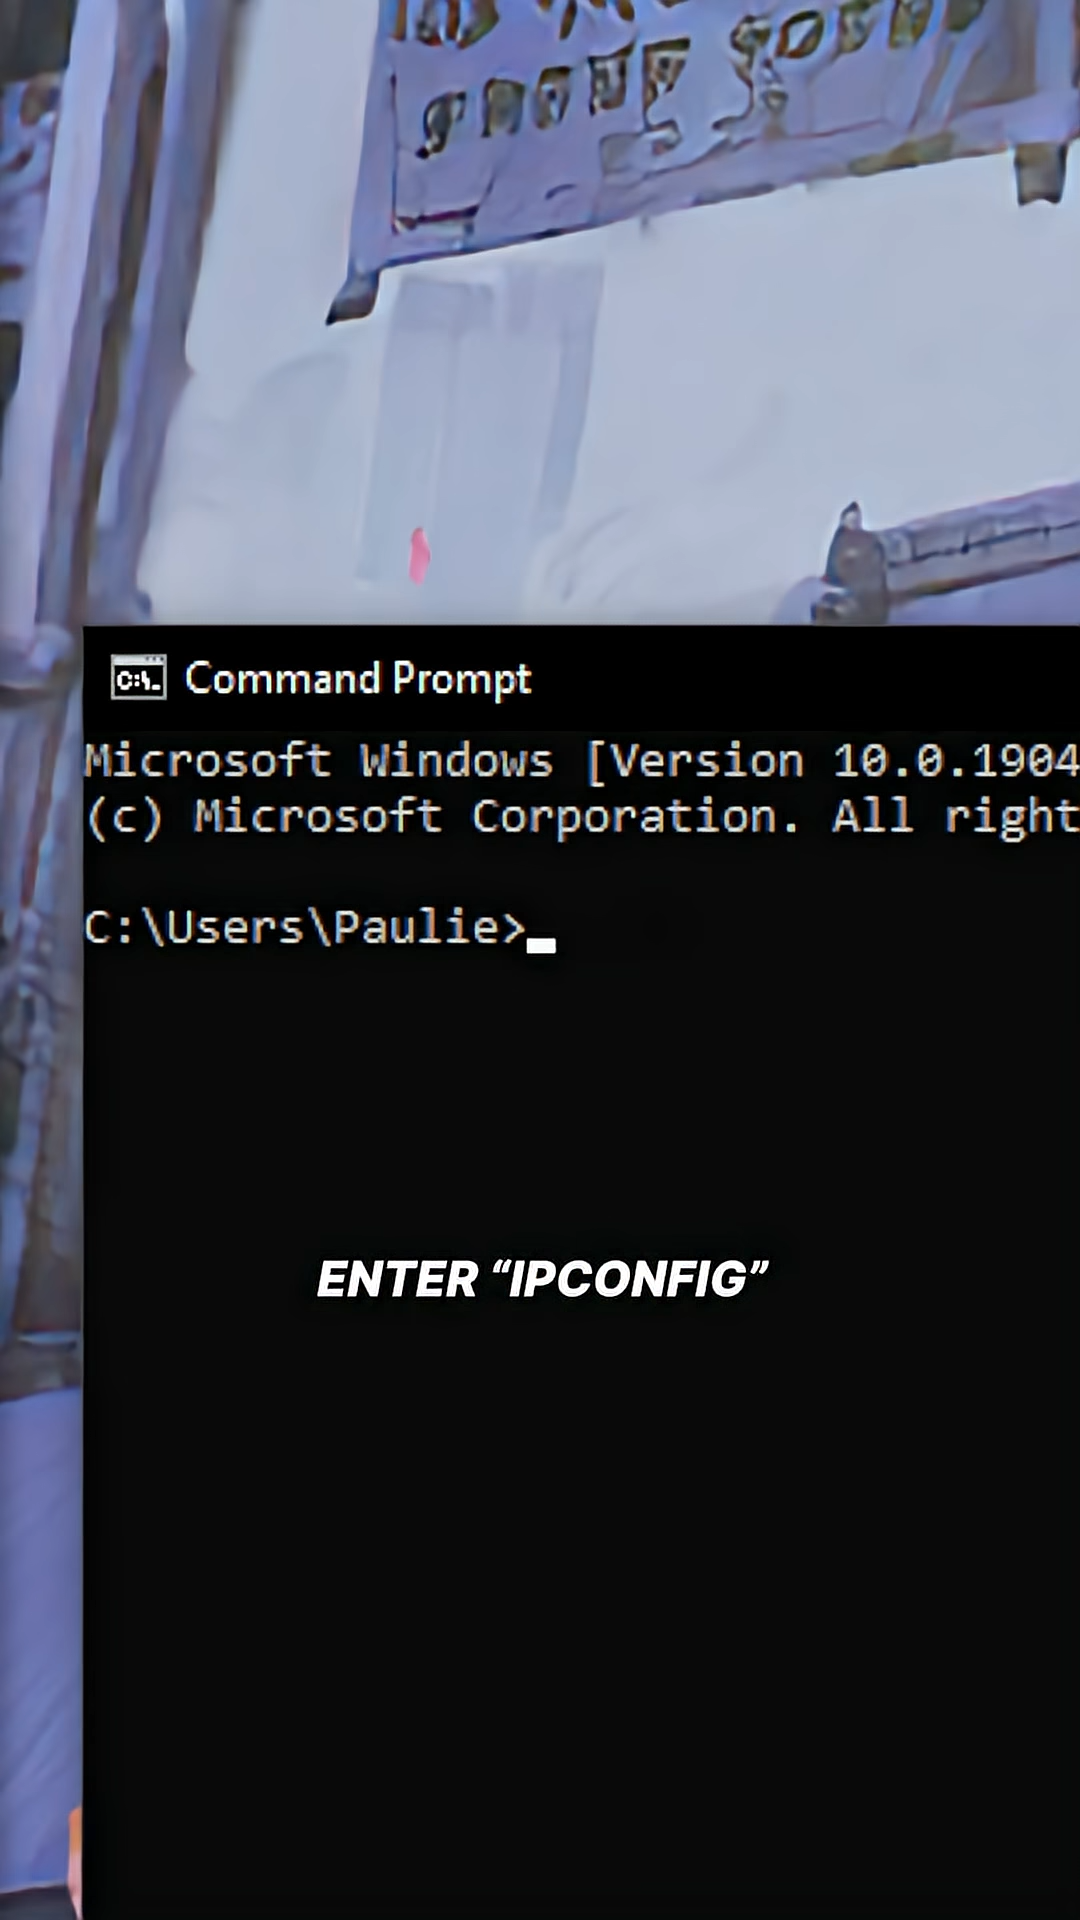 C:\.
Command Prompt
Microsoft Windows [Version 10.0.1904
(c) Microsoft Corporation. All right
C:\Users\Paulie>
ENTER “IPCONFIG”